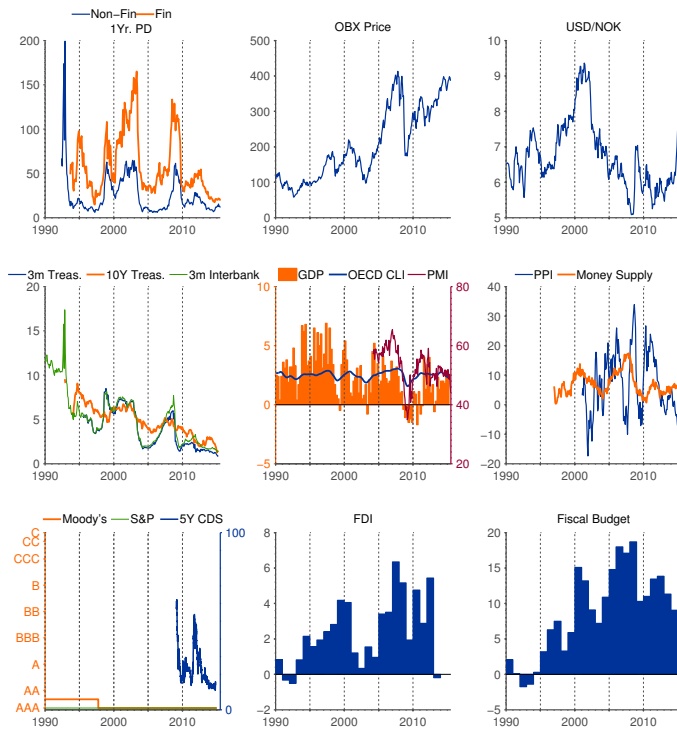 Non−Fin Fin
1Yr. PD
200
150
100
50
0
1990 2000 2010
OBX Price
500
400
300
200
100
0
1990 2000 2010
USD/NOK
10
9
8
7
6
5
1990 2000 2010
3m Treas. 10Y Treas. 3m Interbank
20
15
10
5
0
1990 2000 2010
GDP OECD CLI PMI
10
5
0
−5
80
60
40
20
1990 2000 2010
PPI Money Supply
40
30
20
10
0
−10
−20
1990 2000 2010
Moody's S&P 5Y CDS
C
CC
CCC
B
BB
BBB
A
AA
AAA
100
0
1990 2000 2010
FDI
8
6
4
2
0
−2
1990 2000 2010
Fiscal Budget
20
15
10
5
0
−5
1990 2000 2010